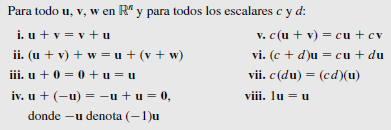 Para todo u, v, w en ℝⁿ y para todos los escalares c y d:
i. u + v = v + u
ii. (u + v) + w = u + (v + w)
iii. u + 0 = 0 + u = u
iv. u + (−u) = −u + u = 0,
donde −u denota (−1)u
v. c(u + v) = cu + cv
vi. (c + d)u = cu + du
vii. c(du) = (cd)(u)
viii. 1u = u